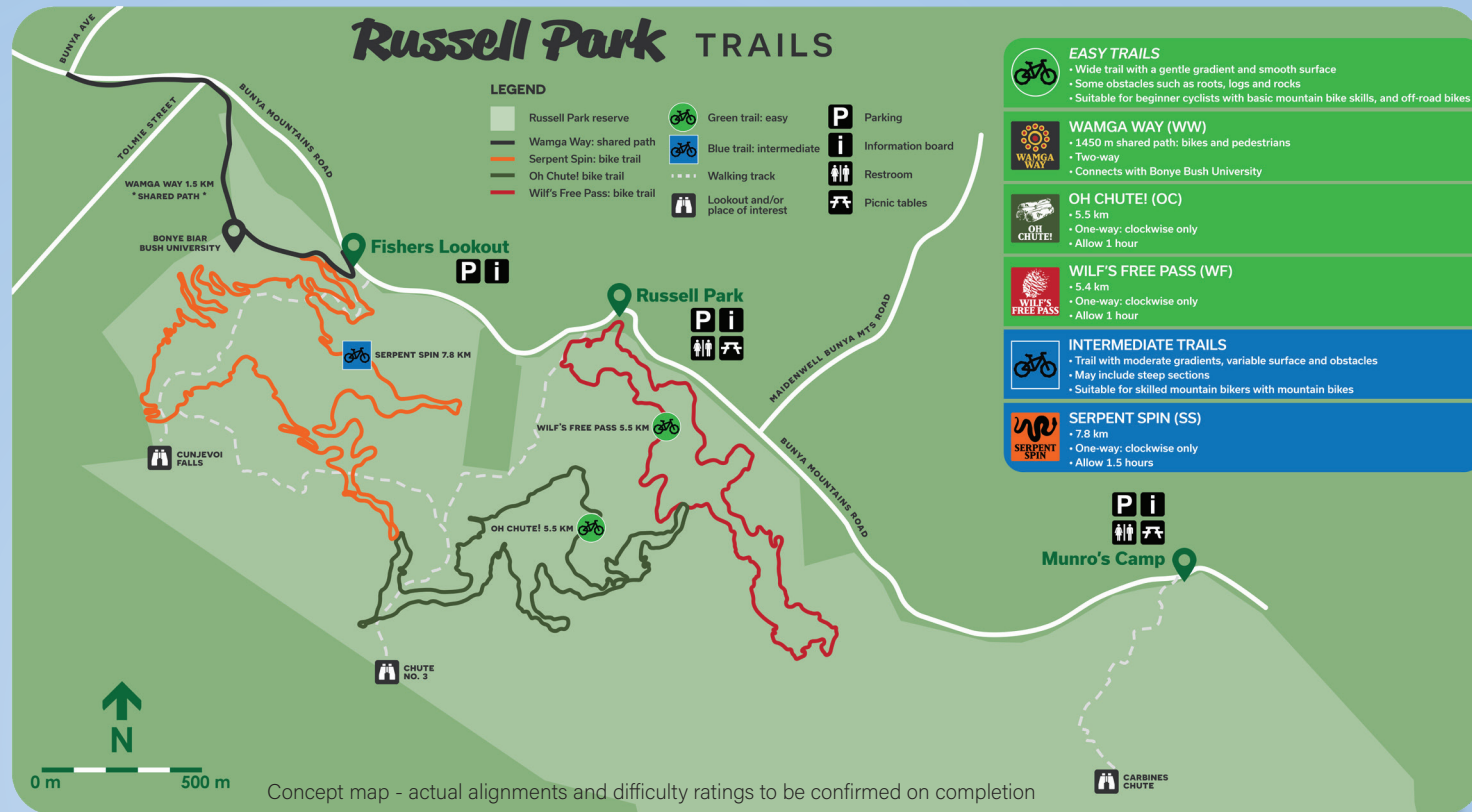 Russell Park TRAILS
LEGEND
Russell Park reserve
Wamga Way: shared path
Serpent Spin: bike trail
Oh Chute! bike trail
Wilf's Free Pass: bike trail
Green trail: easy
Blue trail: intermediate
Walking track
Lookout and/or
place of interest
Parking
Information board
Restroom
Picnic tables
EASY TRAILS
• Wide trail with a gentle gradient and smooth surface
• Some obstacles such as roots, logs and rocks
• Suitable for beginner cyclists with basic mountain bike skills, and off-road bikes
WAMGA
WAY
WAMGA WAY (WW)
• 1450 m shared path: bikes and pedestrians
• Two-way
• Connects with Bonye Bush University
OH
CHUTE!
OH CHUTE! (OC)
• 5.5 km
• One-way: clockwise only
• Allow 1 hour
WILF'S
FREE PASS
WILF'S FREE PASS (WF)
• 5.4 km
• One-way: clockwise only
• Allow 1 hour
INTERMEDIATE TRAILS
• Trail with moderate gradients, variable surface and obstacles
• May include steep sections
• Suitable for skilled mountain bikers with mountain bikes
SERPENT
SPIN
SERPENT SPIN (SS)
• 7.8 km
• One-way: clockwise only
• Allow 1.5 hours
BUNYA AVE
TOLMIE STREET
BUNYA MOUNTAINS ROAD
WAMGA WAY 1.5 KM
* SHARED PATH *
BONYE BIAR
BUSH UNIVERSITY
Fishers Lookout
P i
Russell Park
P i
SERPENT SPIN 7.8 KM
MAIDENWELL BUNYA MTS ROAD
WILF'S FREE PASS 5.5 KM
CUNJEVOI
FALLS
BUNYA MOUNTAINS ROAD
OH CHUTE! 5.5 KM
P i
Munro's Camp
CHUTE
NO. 3
CARBINES
CHUTE
N
0 m 500 m
Concept map - actual alignments and difficulty ratings to be confirmed on completion